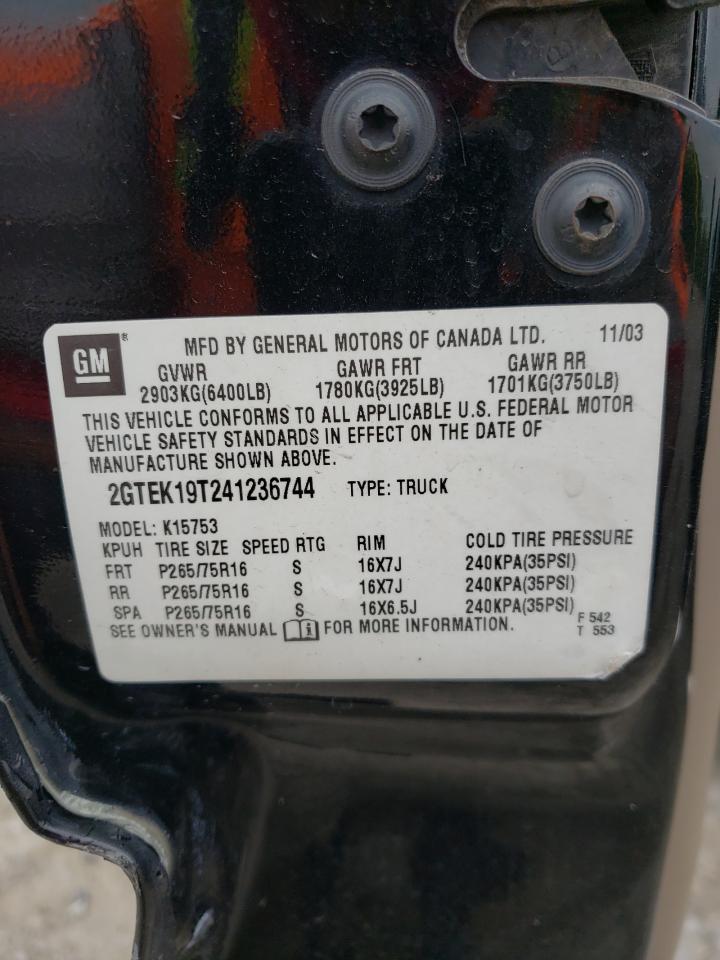 GM ® MFD BY GENERAL MOTORS OF CANADA LTD. 11/03
GVWR GAWR FRT GAWR RR
2903KG(6400LB) 1780KG(3925LB) 1701KG(3750LB)
THIS VEHICLE CONFORMS TO ALL APPLICABLE U.S. FEDERAL MOTOR
VEHICLE SAFETY STANDARDS IN EFFECT ON THE DATE OF
MANUFACTURE SHOWN ABOVE.
2GTEK19T241236744 TYPE: TRUCK
MODEL: K15753
KPUH TIRE SIZE SPEED RTG RIM COLD TIRE PRESSURE
FRT P265/75R16 S 16X7J 240KPA(35PSI)
RR P265/75R16 S 16X7J 240KPA(35PSI)
SPA P265/75R16 S 16X6.5J 240KPA(35PSI)
SEE OWNER'S MANUAL i FOR MORE INFORMATION.
F 542
T 553